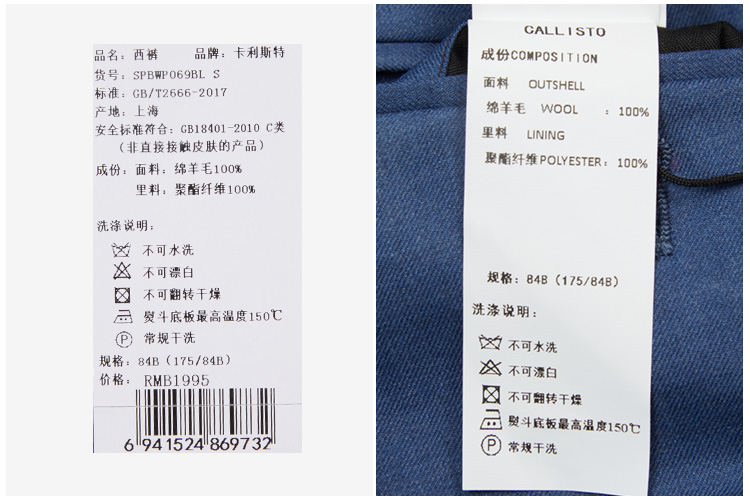 品名：西裤 品牌：卡利斯特
货号：SPBWP069BL S
标准：GB/T2666-2017
产地：上海
安全标准符合：GB18401-2010 C类
（非直接接触皮肤的产品）
成份：面料：绵羊毛100%
里料：聚酯纤维100%
洗涤说明：
不可水洗
不可漂白
不可翻转干燥
熨斗底板最高温度150℃
P 常规干洗
规格：84B（175/84B）
价格：RMB1995
6 941524 869732
CALLISTO
成份COMPOSITION
面料 OUTSHELL
绵羊毛 WOOL ：100%
里料 LINING
聚酯纤维POLYESTER：100%
规格：84B（175/84B）
洗涤说明：
不可水洗
不可漂白
不可翻转干燥
熨斗底板最高温度150℃
P 常规干洗